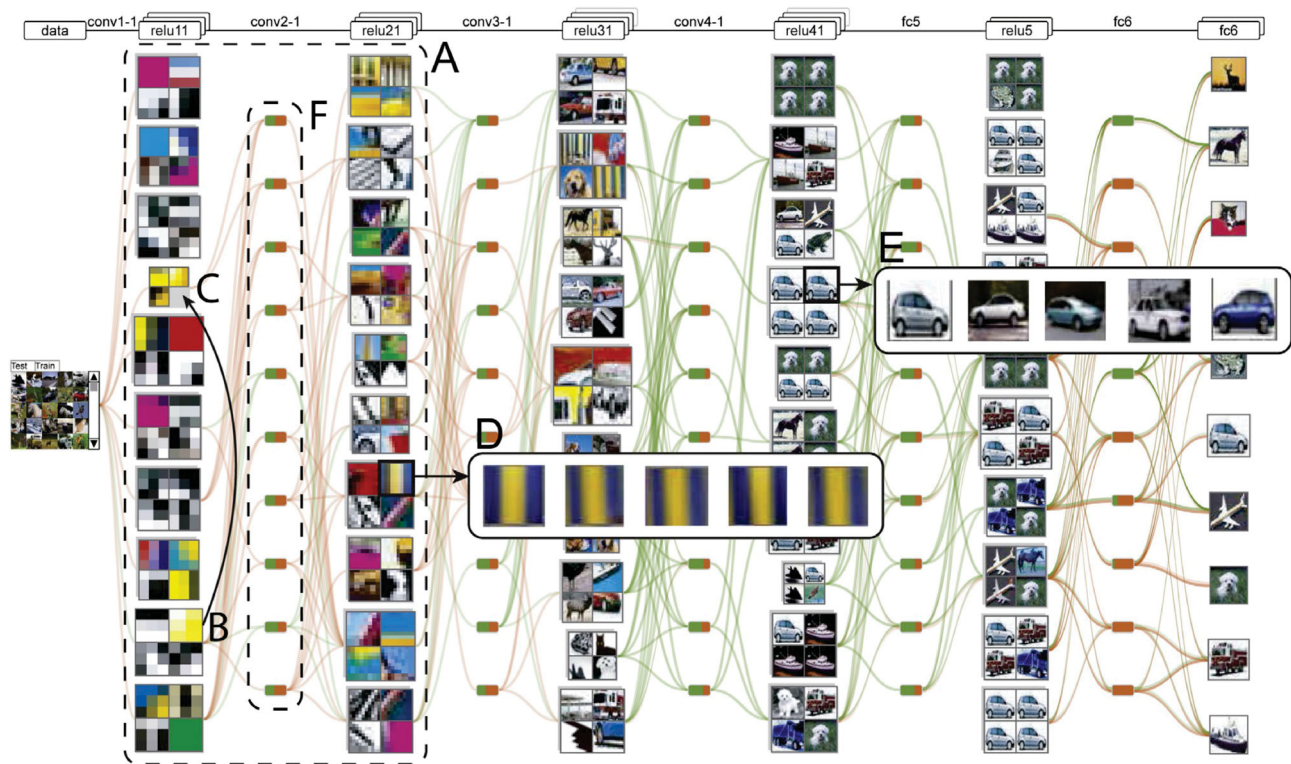 data conv1-1 relu11 conv2-1 relu21 conv3-1 relu31 conv4-1 relu41 fc5 relu5 fc6 fc6
A
F
C
E
Test Train
D
B